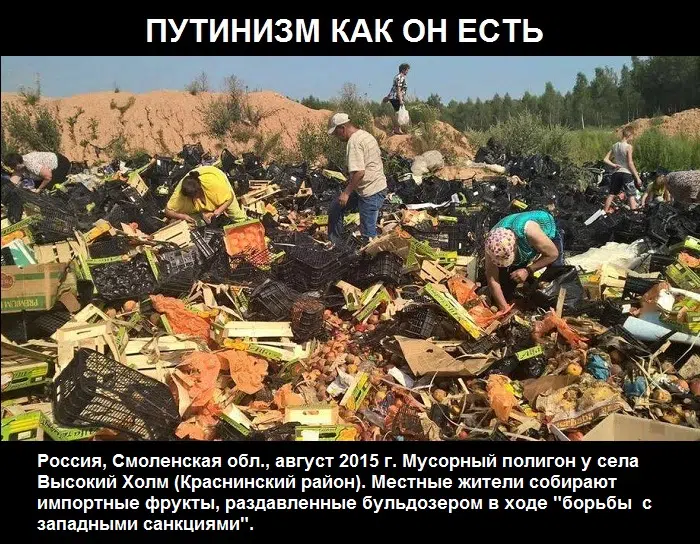 ПУТИНИЗМ КАК ОН ЕСТЬ
PREMIUM
Россия, Смоленская обл., август 2015 г. Мусорный полигон у села
Высокий Холм (Краснинский район). Местные жители собирают
импортные фрукты, раздавленные бульдозером в ходе "борьбы с
западными санкциями".